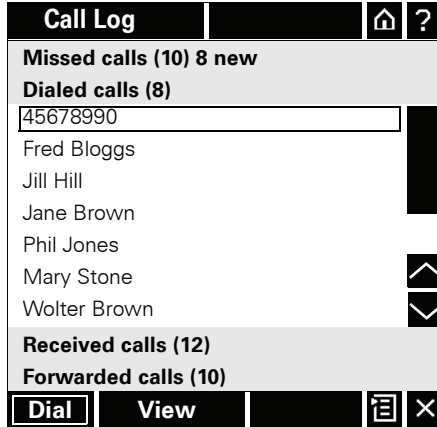 Call Log ?
Missed calls (10) 8 new
Dialed calls (8)
45678990
Fred Bloggs
Jill Hill
Jane Brown
Phil Jones
Mary Stone
Wolter Brown
Received calls (12)
Forwarded calls (10)
Dial View